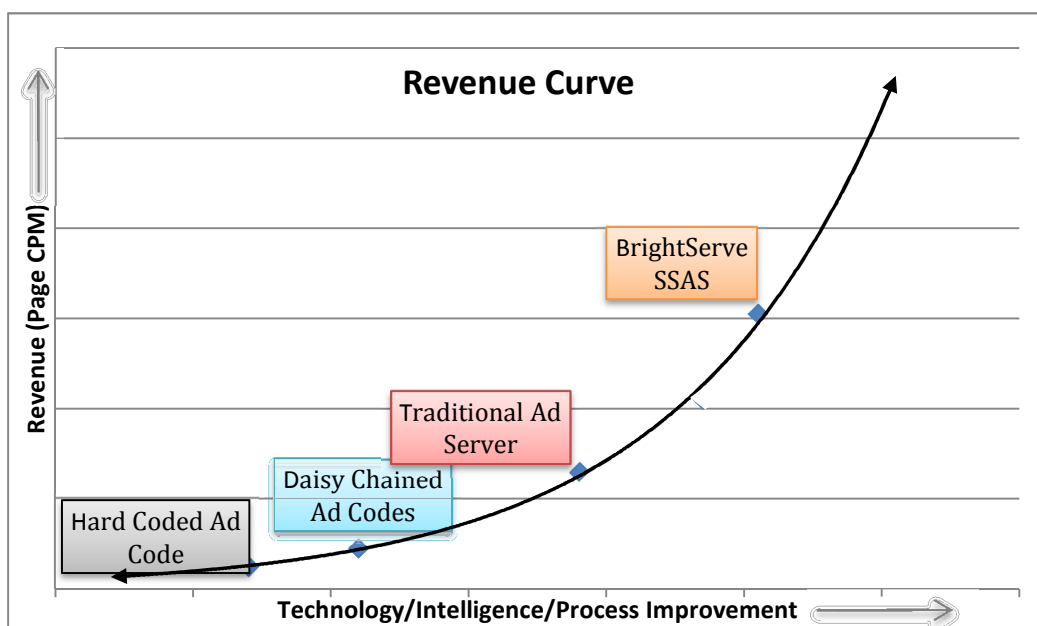 Revenue Curve
Revenue (Page CPM)
BrightServe
SSAS
Traditional Ad
Server
Daisy Chained
Ad Codes
Hard Coded Ad
Code
Technology/Intelligence/Process Improvement